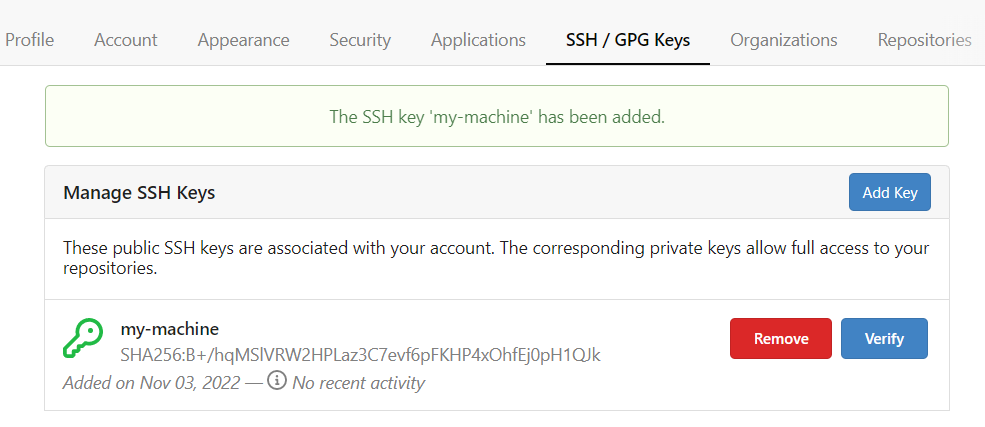 Profile Account Appearance Security Applications SSH / GPG Keys Organizations Repositories
The SSH key 'my-machine' has been added.
Manage SSH Keys Add Key
These public SSH keys are associated with your account. The corresponding private keys allow full access to your
repositories.
my-machine Remove Verify
SHA256:B+/hqMSlVRW2HPLaz3C7evf6pFKHP4xOhfEj0pH1QJk
Added on Nov 03, 2022 — No recent activity